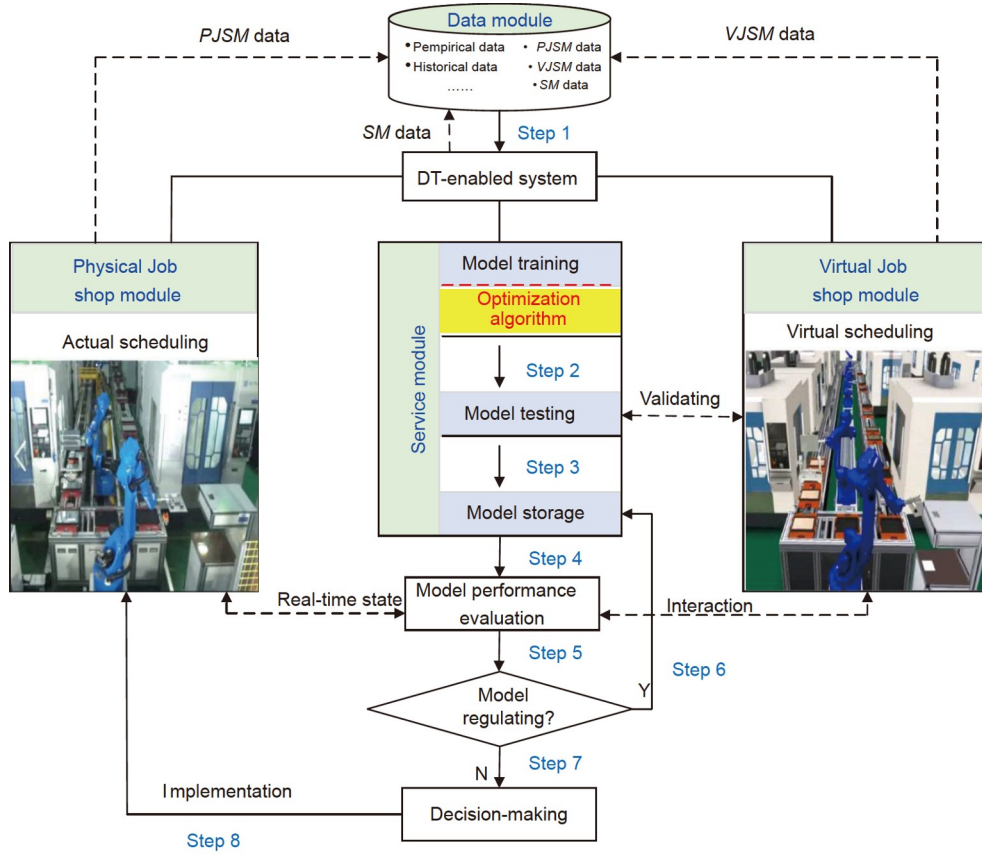 Data module
PJSM data
VJSM data
• Pempirical data
• PJSM data
• Historical data
• VJSM data
......
• SM data
SM data
Step 1
DT-enabled system
Physical Job
shop module
Actual scheduling
Service module
Model training
Optimization
algorithm
Step 2
Model testing
Step 3
Model storage
Validating
Virtual Job
shop module
Virtual scheduling
Step 4
Real-time state
Model performance
evaluation
Interaction
Step 5
Step 6
Model
regulating?
Y
Step 7
N
Implementation
Decision-making
Step 8